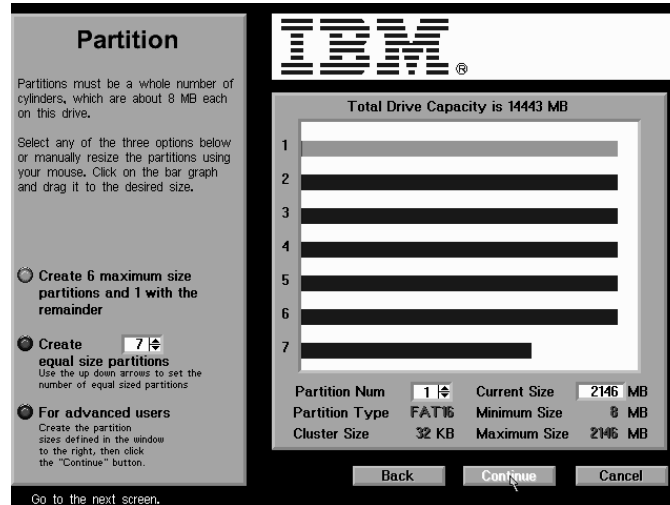 Partition
Partitions must be a whole number of
cylinders, which are about 8 MB each
on this drive.
Select any of the three options below
or manually resize the partitions using
your mouse. Click on the bar graph
and drag it to the desired size.
Create 6 maximum size
partitions and 1 with the
remainder
Create 7
equal size partitions
Use the up down arrows to set the
number of equal sized partitions
For advanced users
Create the partition
sizes defined in the window
to the right, then click
the "Continue" button.
Go to the next screen.
IBM®
Total Drive Capacity is 14443 MB
1
2
3
4
5
6
7
Partition Num 1 Current Size 2146 MB
Partition Type FAT16 Minimum Size 8 MB
Cluster Size 32 KB Maximum Size 2146 MB
Back Continue Cancel